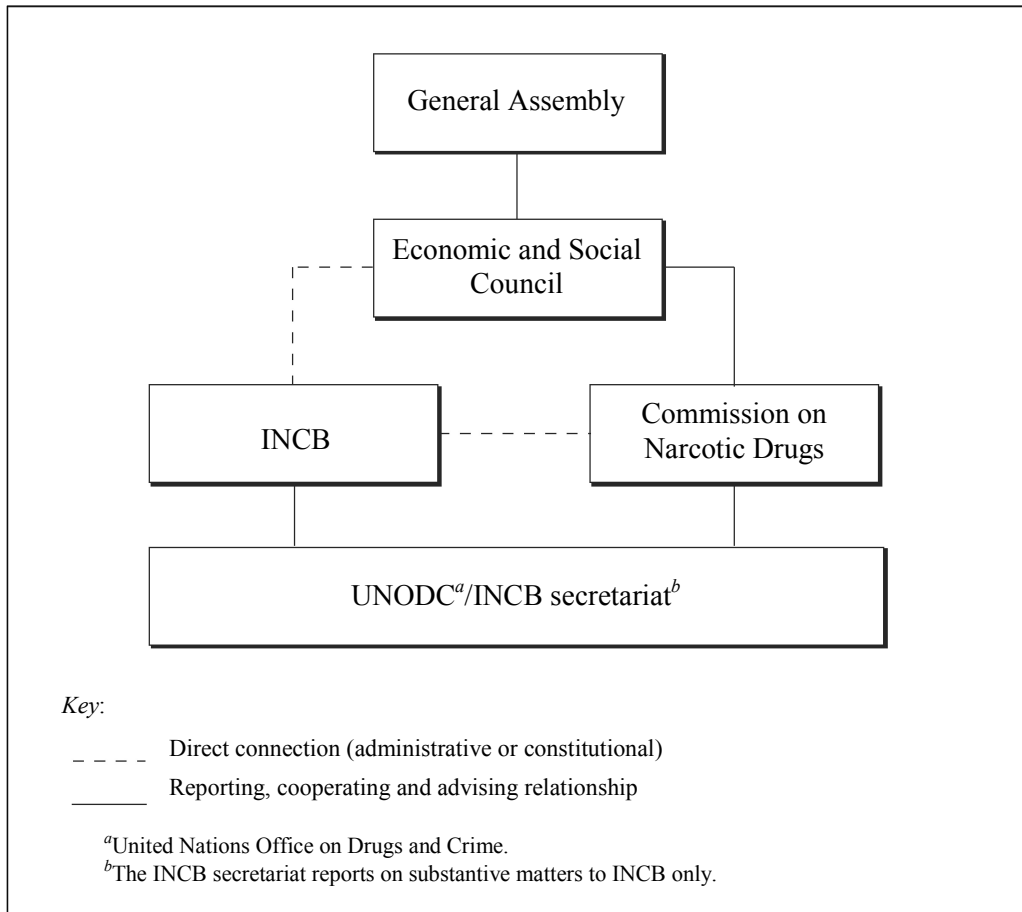 General Assembly
Economic and Social
Council
INCB
Commission on
Narcotic Drugs
UNODCa/INCB secretariatb
Key:
Direct connection (administrative or constitutional)
Reporting, cooperating and advising relationship
aUnited Nations Office on Drugs and Crime.
bThe INCB secretariat reports on substantive matters to INCB only.